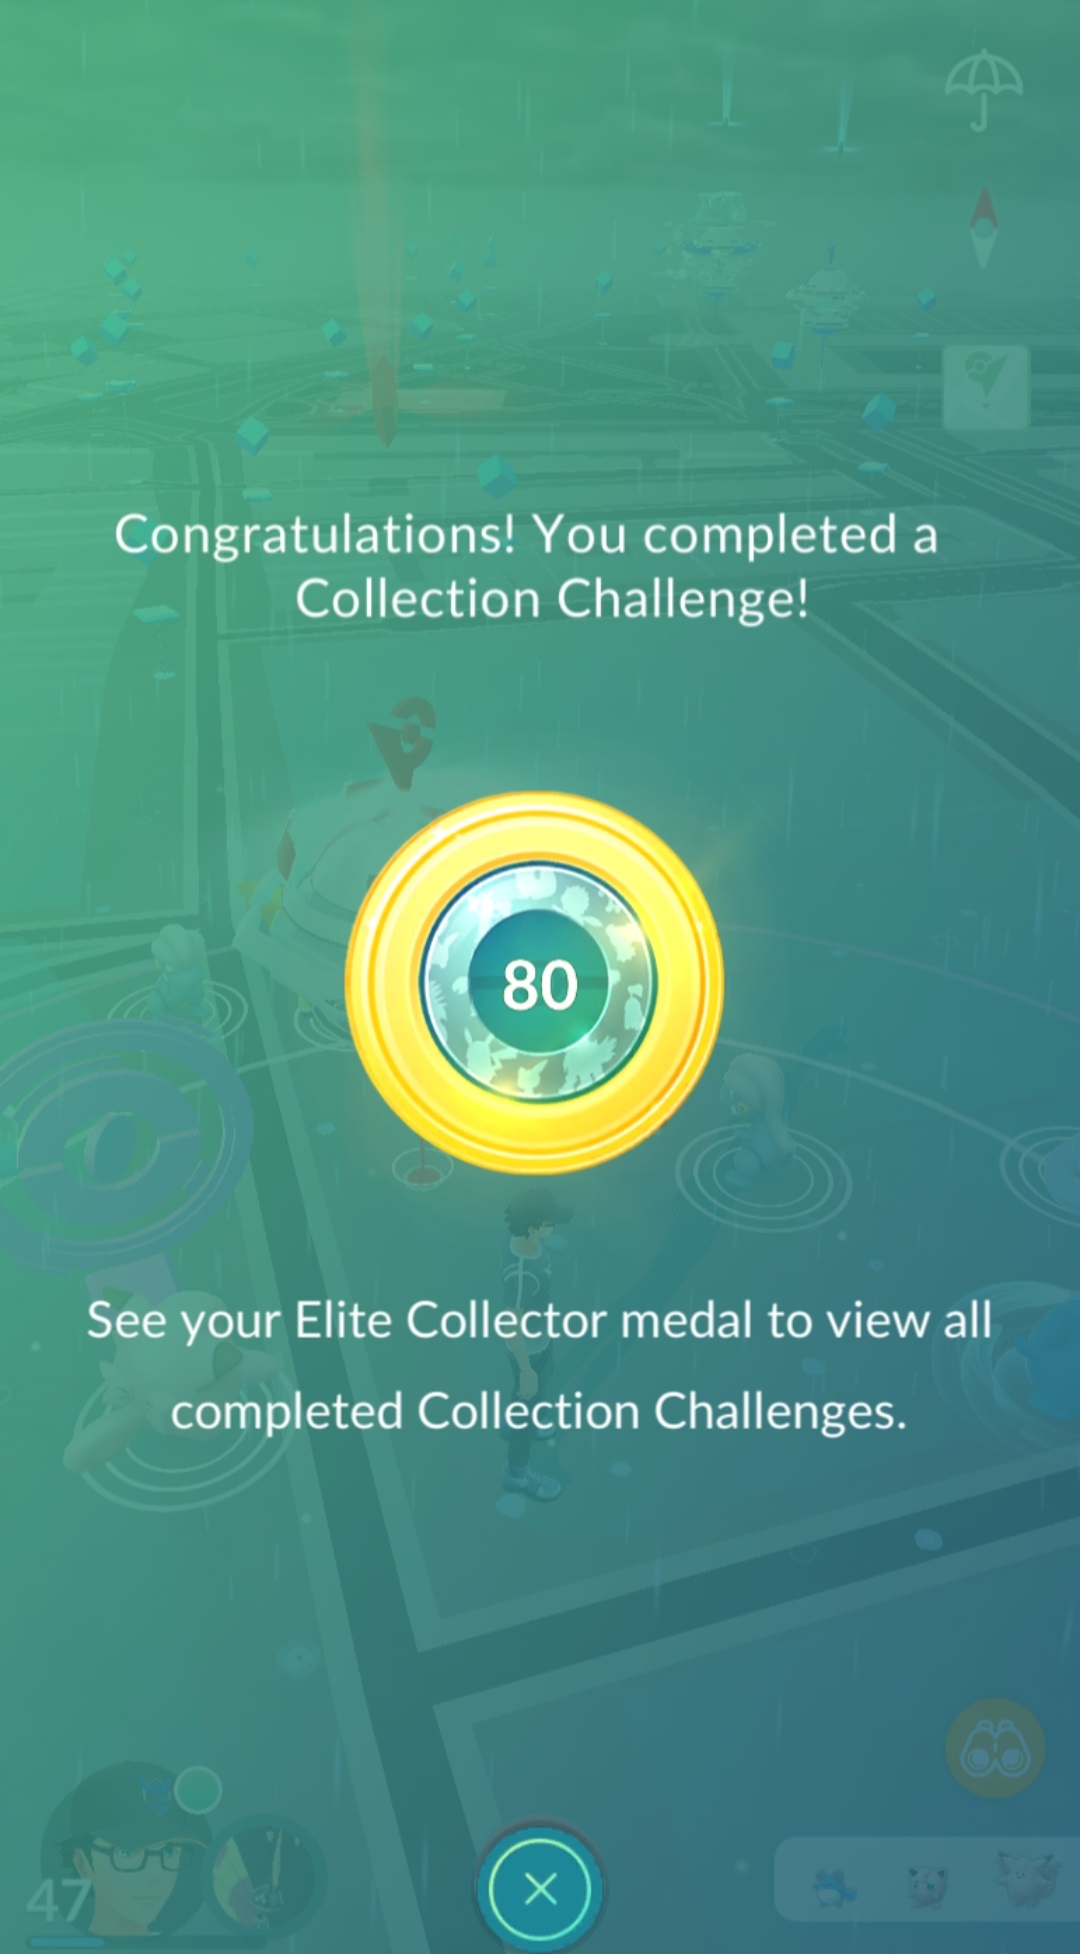 Congratulations! You completed a
Collection Challenge!
80
See your Elite Collector medal to view all
completed Collection Challenges.
47